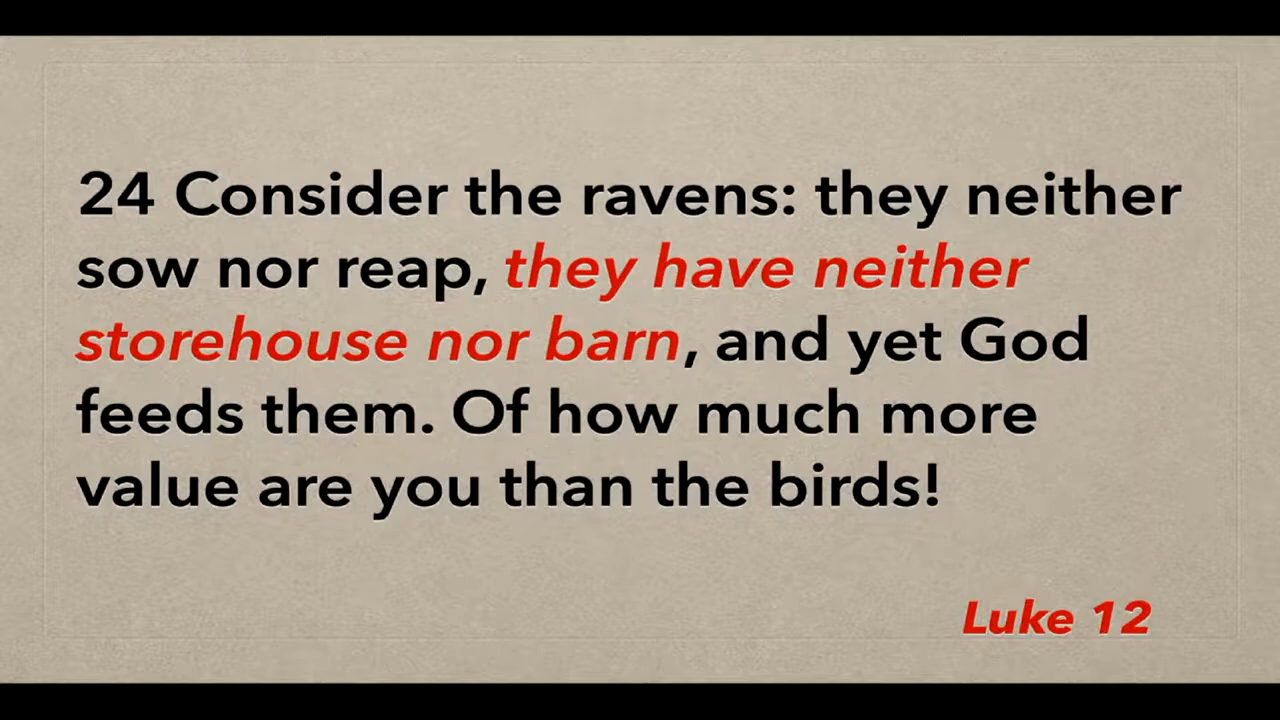 24 Consider the ravens: they neither
sow nor reap, they have neither
storehouse nor barn, and yet God
feeds them. Of how much more
value are you than the birds!
Luke 12